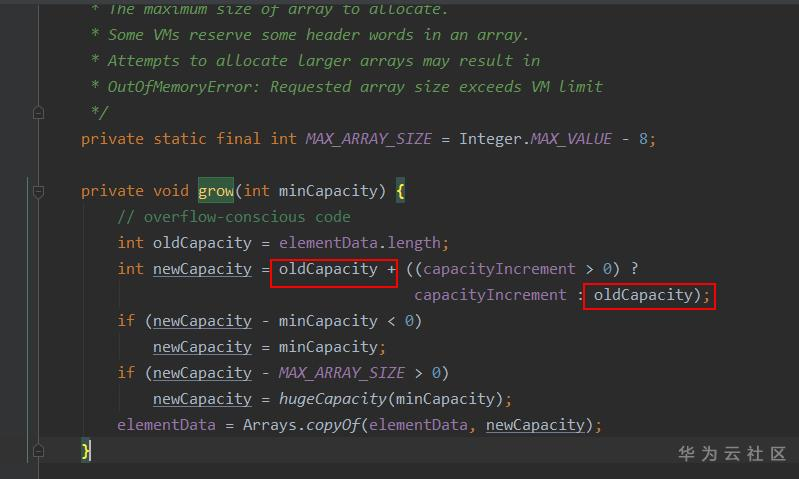 * The maximum size of array to allocate.
* Some VMs reserve some header words in an array.
* Attempts to allocate larger arrays may result in
* OutOfMemoryError: Requested array size exceeds VM limit
*/
private static final int MAX_ARRAY_SIZE = Integer.MAX_VALUE - 8;
private void grow(int minCapacity) {
// overflow-conscious code
int oldCapacity = elementData.length;
int newCapacity = oldCapacity + ((capacityIncrement > 0) ?
capacityIncrement : oldCapacity);
if (newCapacity - minCapacity < 0)
newCapacity = minCapacity;
if (newCapacity - MAX_ARRAY_SIZE > 0)
newCapacity = hugeCapacity(minCapacity);
elementData = Arrays.copyOf(elementData, newCapacity);
}
华为云社区